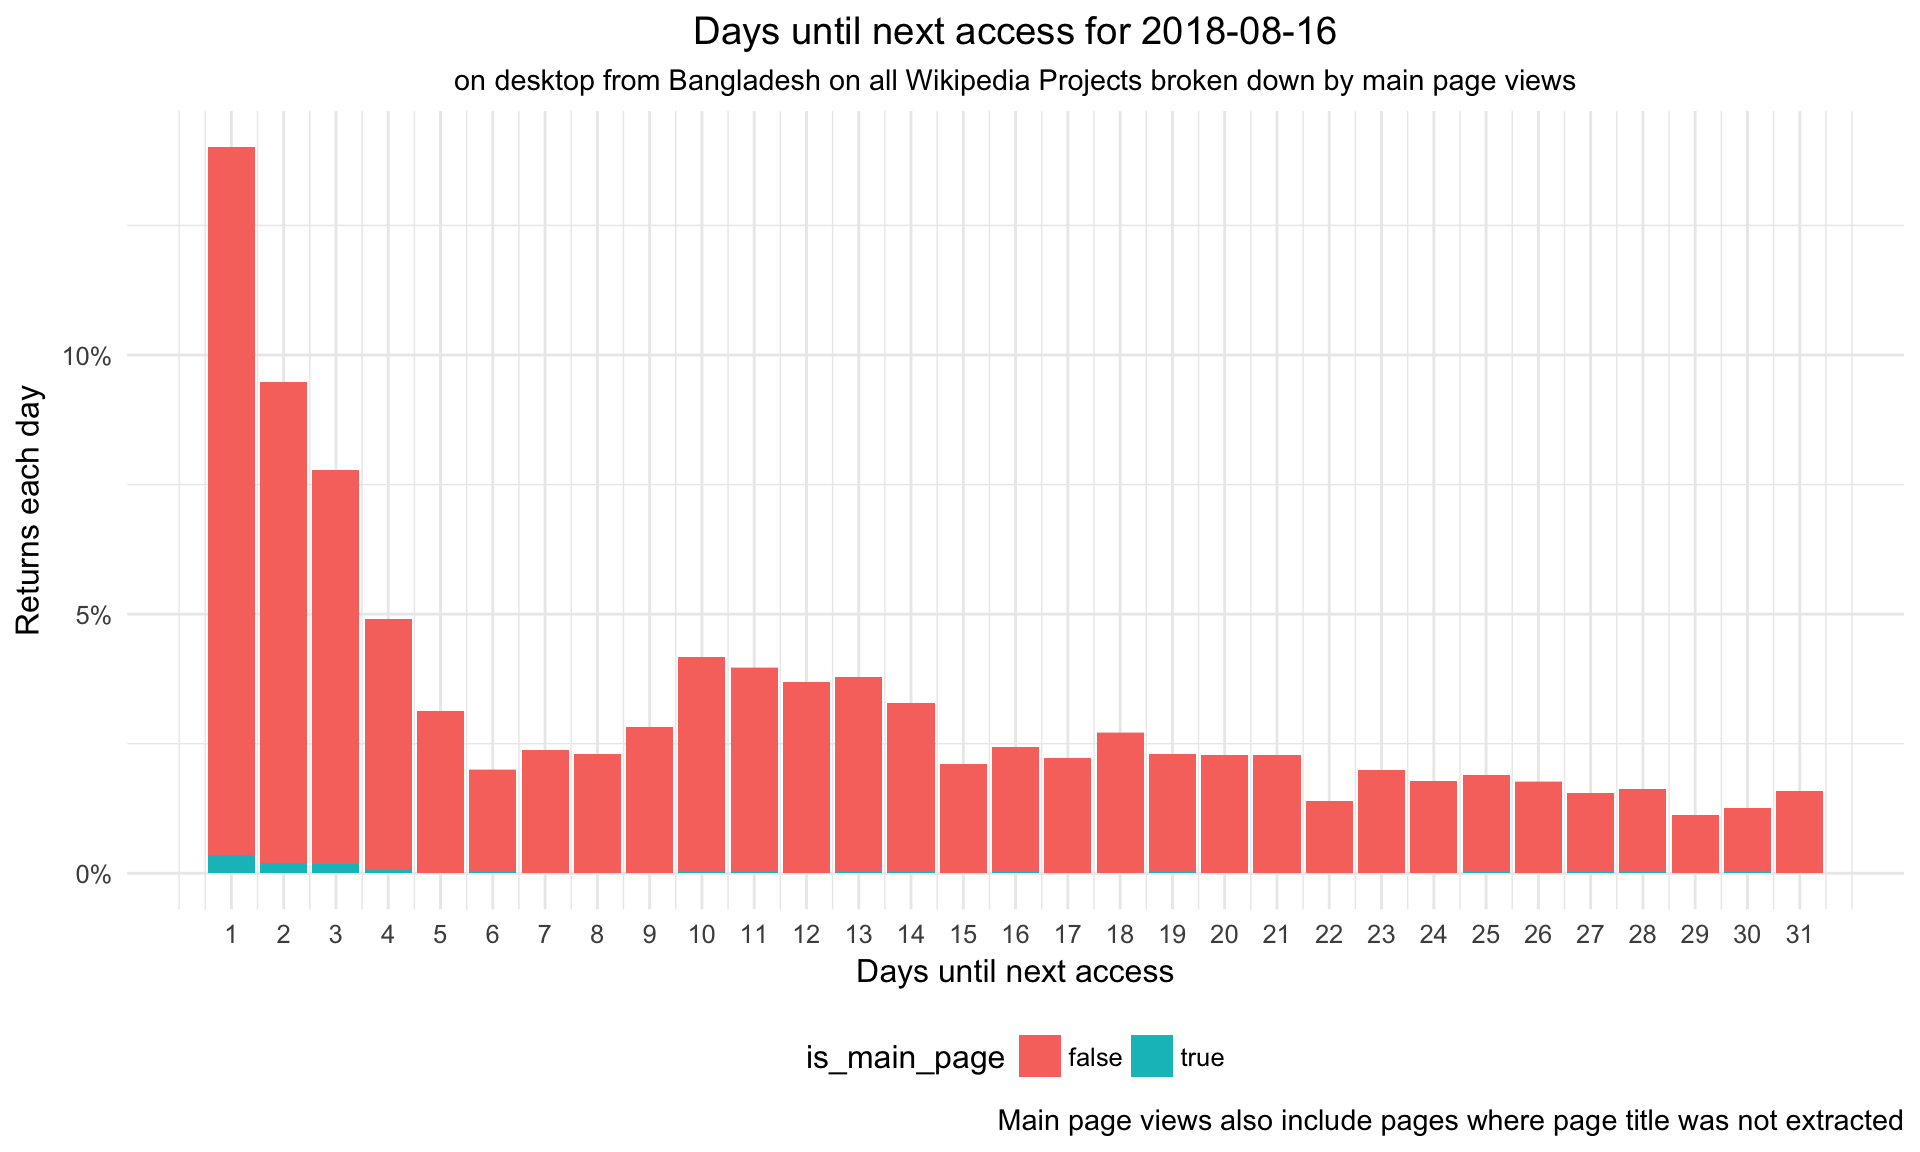 Days until next access for 2018-08-16
on desktop from Bangladesh on all Wikipedia Projects broken down by main page views
Returns each day
10%
5%
0%
1 2 3 4 5 6 7 8 9 10 11 12 13 14 15 16 17 18 19 20 21 22 23 24 25 26 27 28 29 30 31
Days until next access
is_main_page false true
Main page views also include pages where page title was not extracted